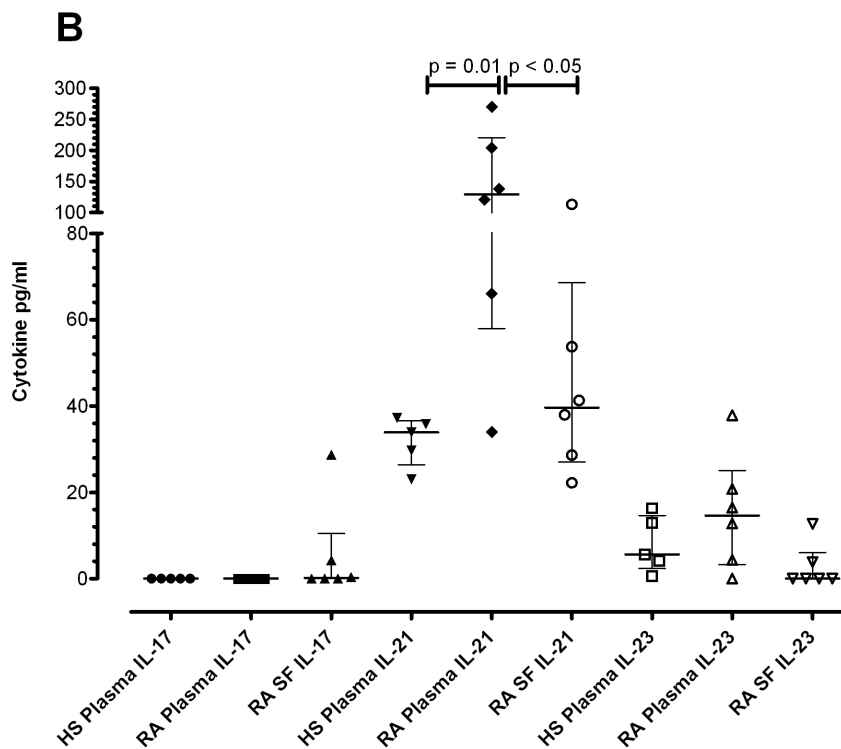 B
p = 0.01 p < 0.05
300
250
200
150
100
80
60
40
20
0
Cytokine pg/ml
HS Plasma IL-17
RA Plasma IL-17
RA SF IL-17
HS Plasma IL-21
RA Plasma IL-21
RA SF IL-21
HS Plasma IL-23
RA Plasma IL-23
RA SF IL-23